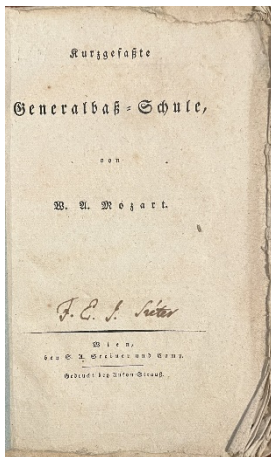 Kurzgefaßte
Generalbaß-Schule,
von
W. A. Mozart.
F. E. J.
Wien,
bey S. A. Steiner und Comp.
Gedruckt bey Anton Strauß.